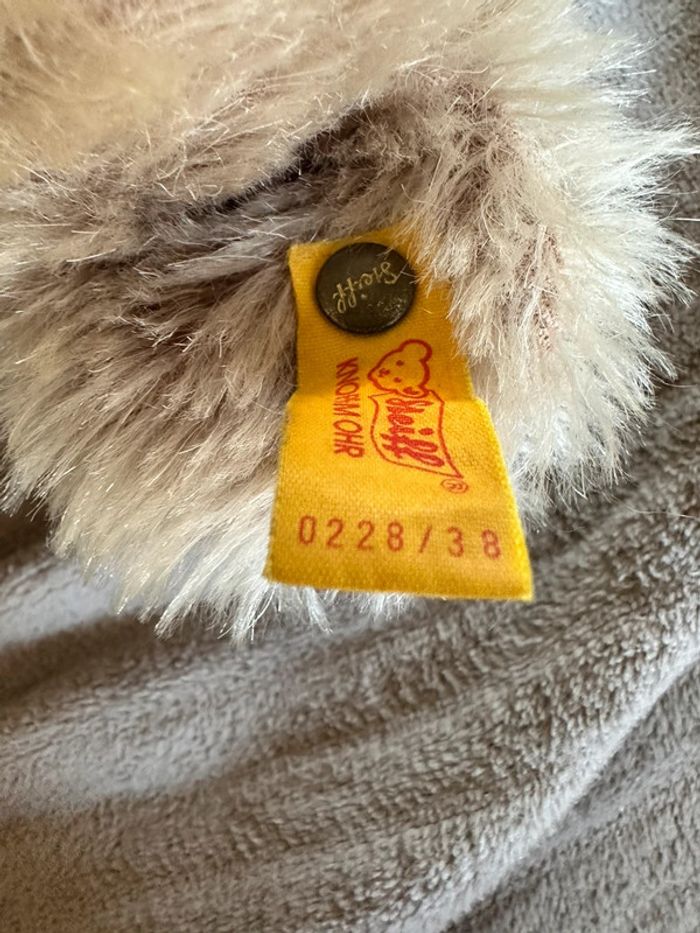 Steiff
Steiff®
KNOPF IM OHR
0228/38